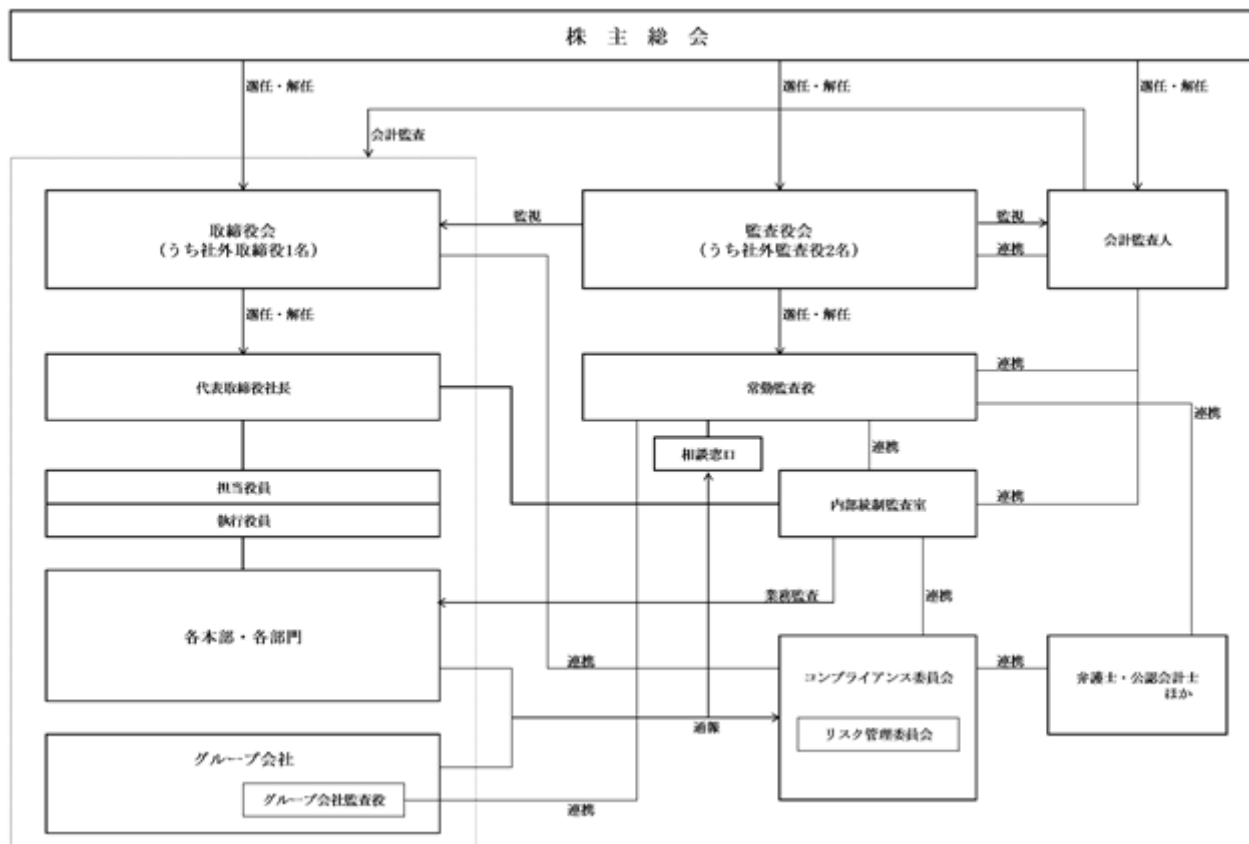 株主総会
選任・解任
選任・解任
選任・解任
会計監査
取締役会
（うち社外取締役1名）
監視
監査役会
（うち社外監査役2名）
監視
連携
会計監査人
選任・解任
選任・解任
代表取締役社長
常勤監査役
連携
連携
相談窓口
連携
担当役員
執行役員
内部統制監査室
連携
業務監査
連携
各本部・各部門
連携
コンプライアンス委員会
連携
弁護士・公認会計士
ほか
通報
リスク管理委員会
グループ会社
グループ会社監査役
連携